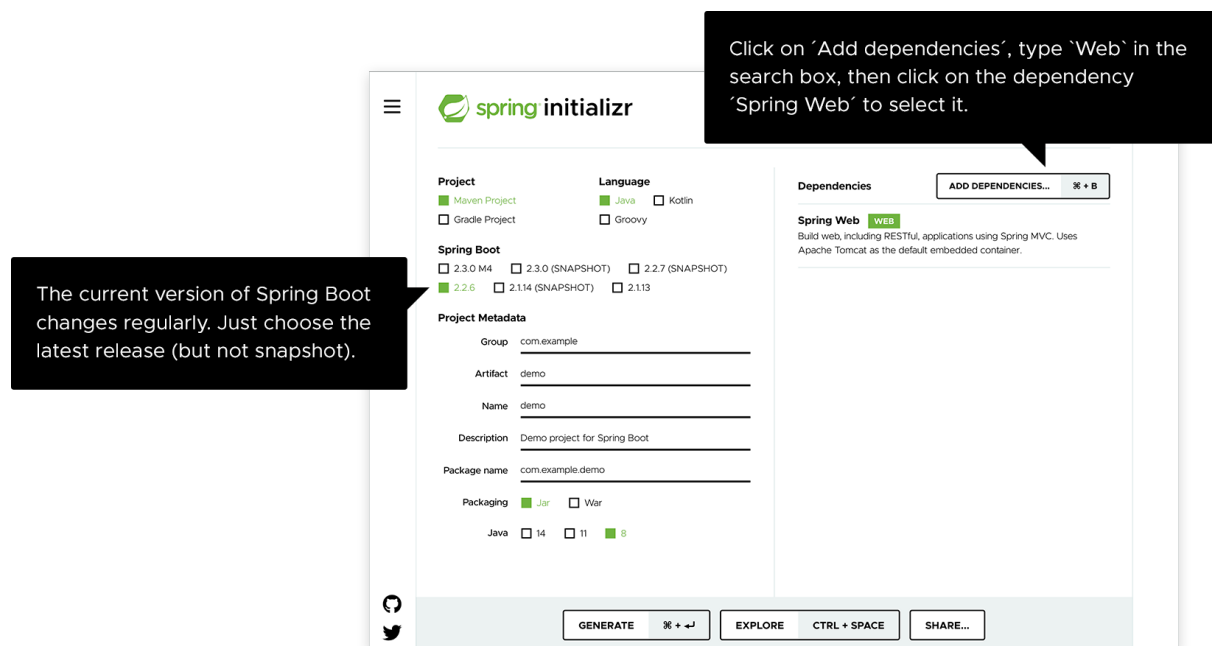 Click on ´Add dependencies´, type `Web` in the
search box, then click on the dependency
´Spring Web´ to select it.
spring initializr
Project
Maven Project
Gradle Project
Language
Java Kotlin
Groovy
Spring Boot
2.3.0 M4 2.3.0 (SNAPSHOT) 2.2.7 (SNAPSHOT)
2.2.6 2.1.14 (SNAPSHOT) 2.1.13
The current version of Spring Boot
changes regularly. Just choose the
latest release (but not snapshot).
Project Metadata
Group com.example
Artifact demo
Name demo
Description Demo project for Spring Boot
Package name com.example.demo
Packaging Jar War
Java 14 11 8
Dependencies ADD DEPENDENCIES... ⌘ + B
Spring Web WEB
Build web, including RESTful, applications using Spring MVC. Uses
Apache Tomcat as the default embedded container.
GENERATE ⌘ + ↵ EXPLORE CTRL + SPACE SHARE...